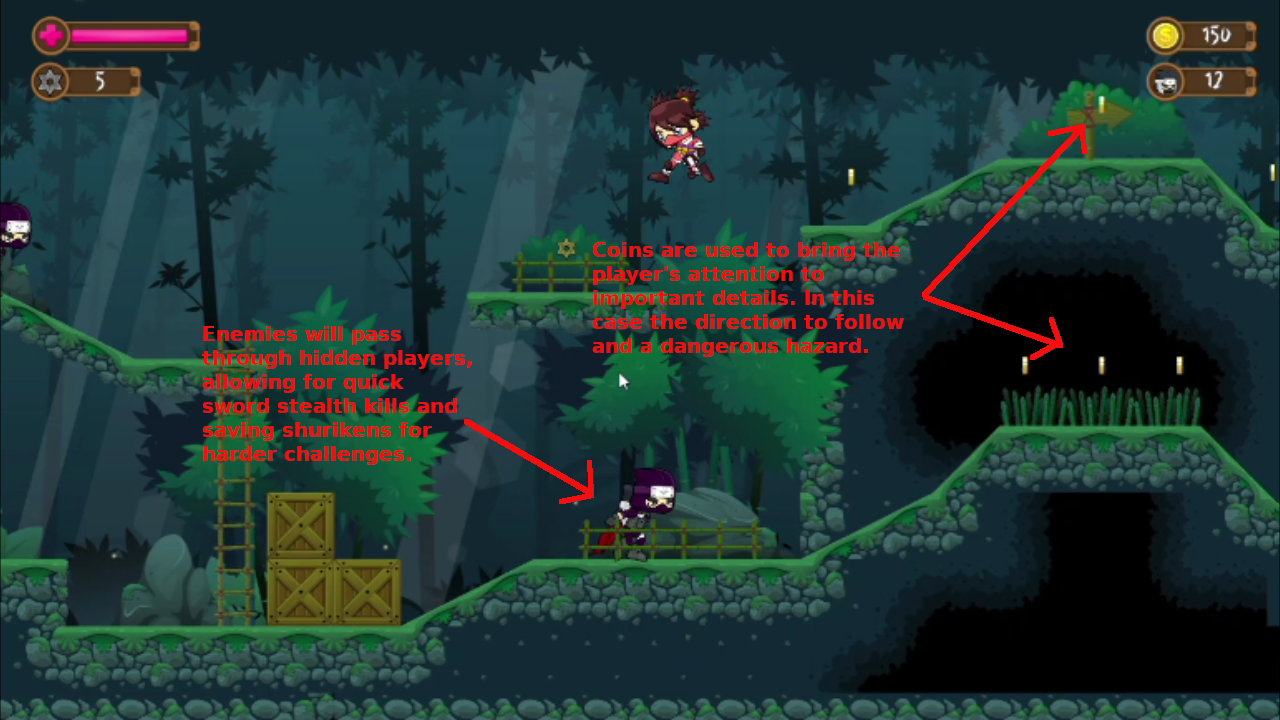 5
150
12
Coins are used to bring the
player's attention to
important details. In this
case the direction to follow
and a dangerous hazard.
Enemies will pass
through hidden players,
allowing for quick
sword stealth kills and
saving shurikens for
harder challenges.